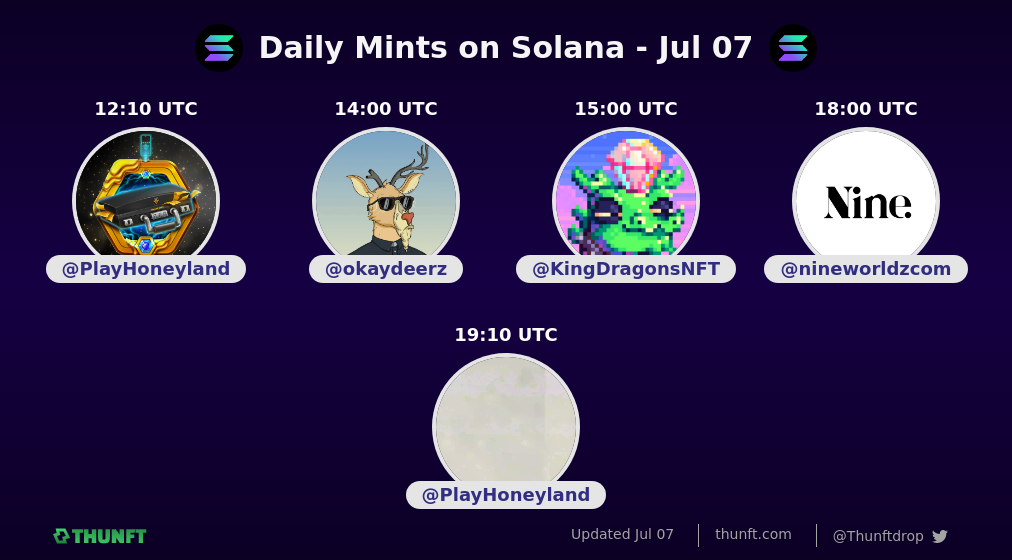 Daily Mints on Solana - Jul 07
12:10 UTC
@PlayHoneyland
14:00 UTC
@okaydeerz
15:00 UTC
@KingDragonsNFT
18:00 UTC
Nine.
@nineworldzcom
19:10 UTC
@PlayHoneyland
THUNFT
Updated Jul 07
thunft.com
@Thunftdrop